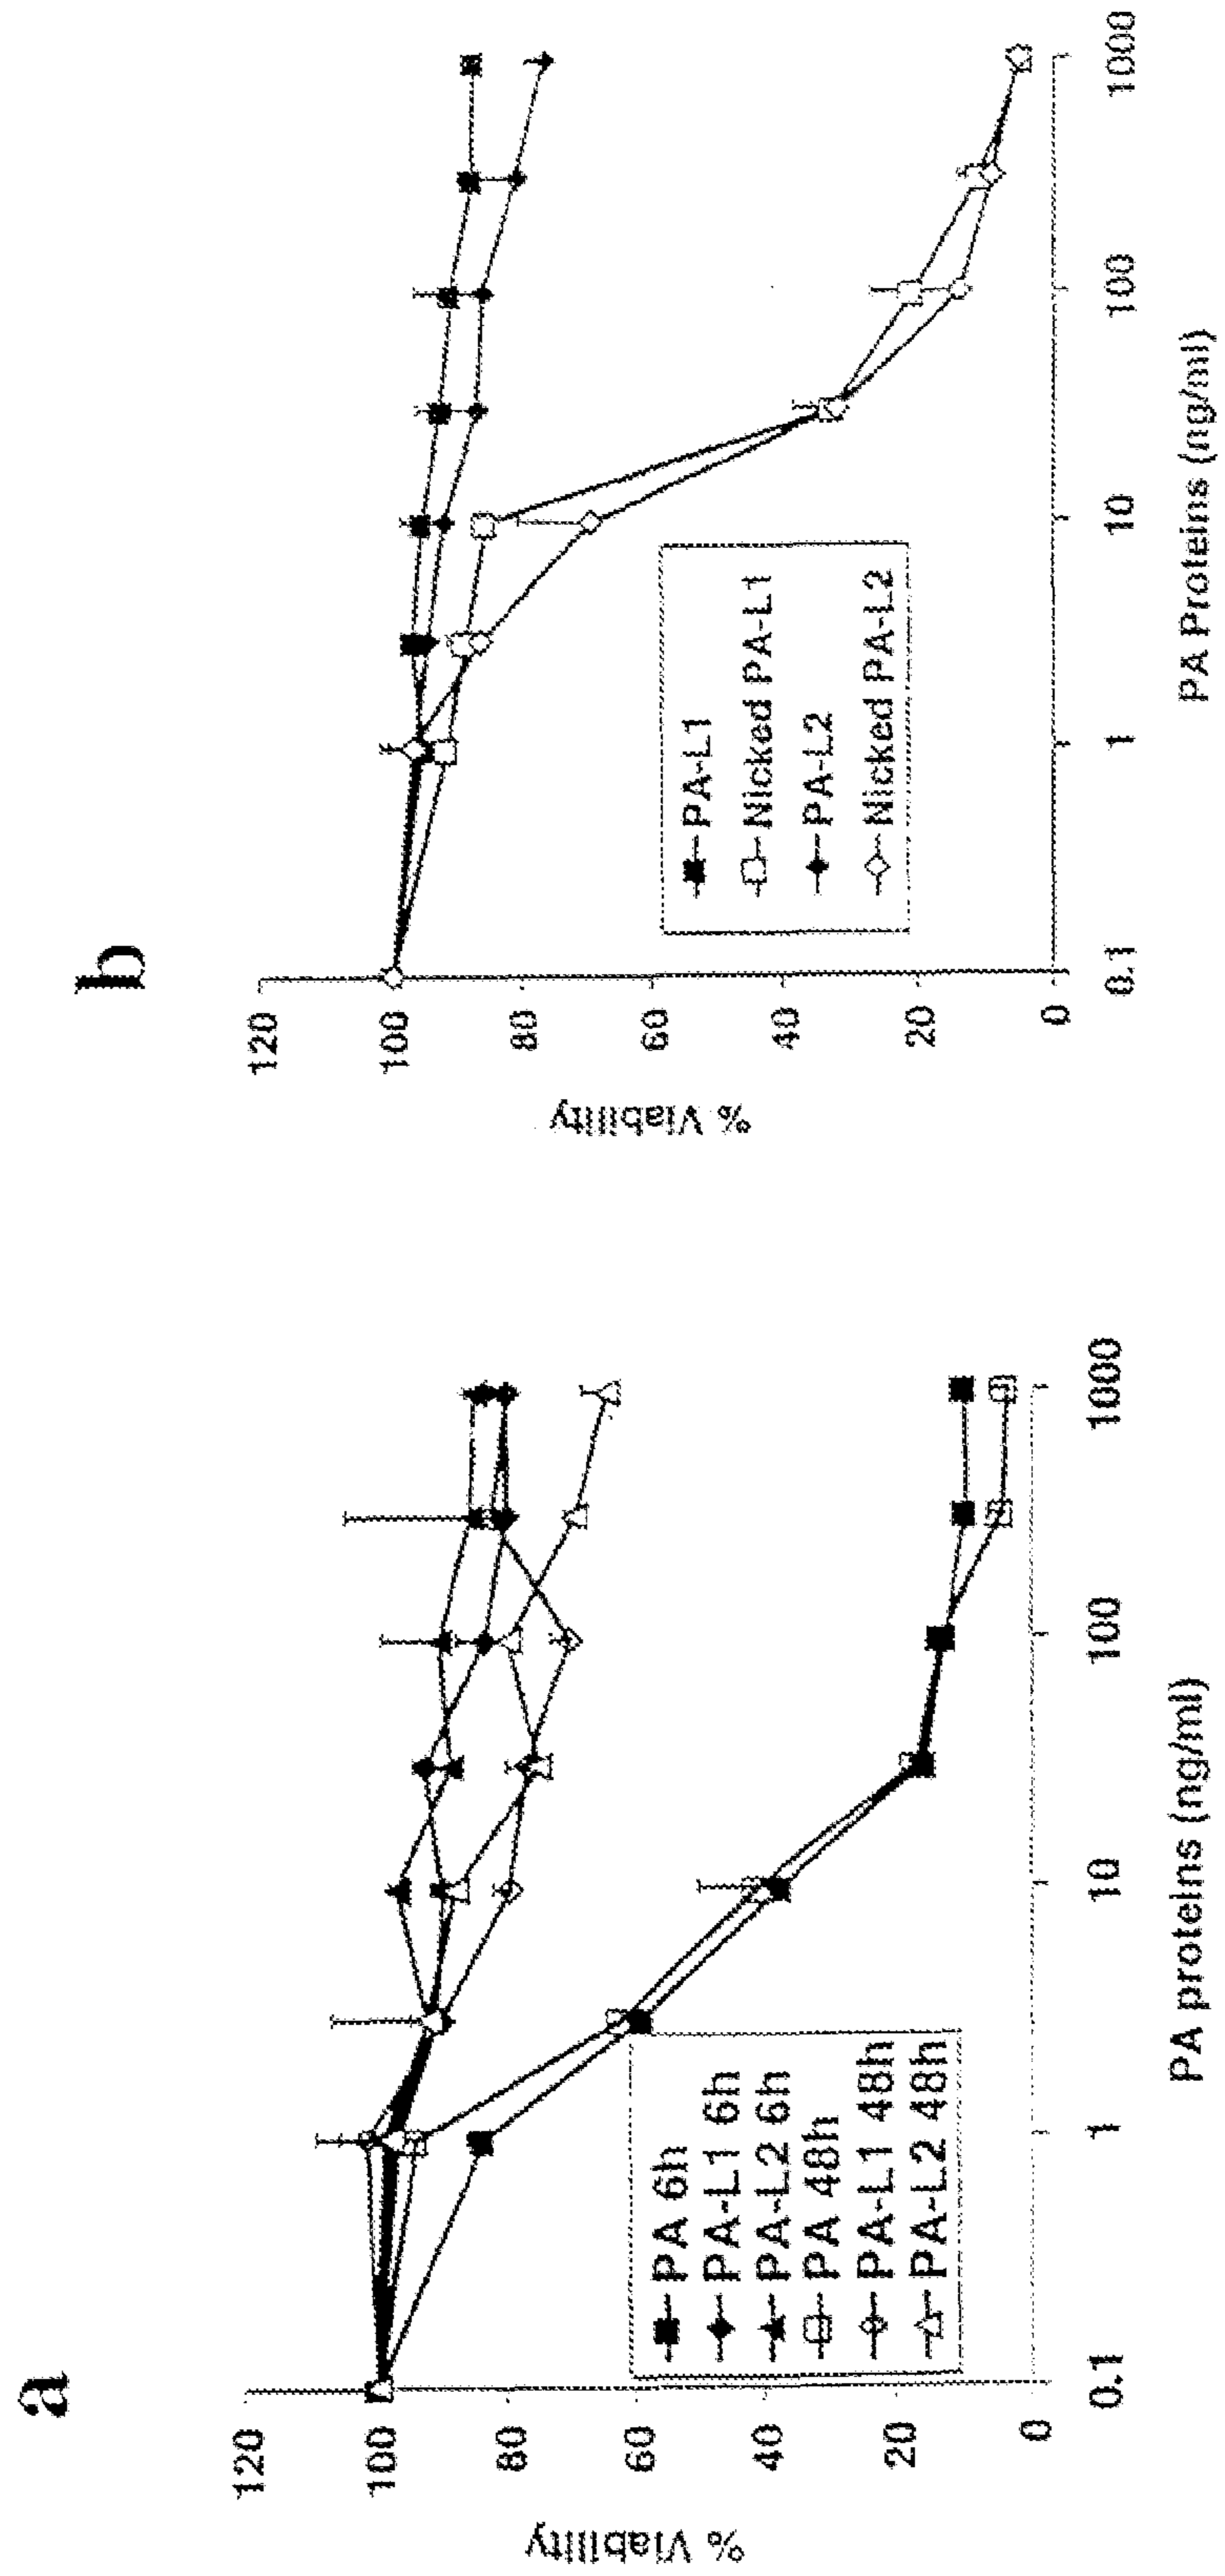 a
120
100
80
60
40
20
0
% Viability
PA 6h
PA-L1 6h
PA-L2 6h
PA 48h
PA-L1 48h
PA-L2 48h
0.1
1
10
100
1000
PA proteins (ng/ml)
b
120
100
80
60
40
20
0
% Viability
PA-L1
Nicked PA-L1
PA-L2
Nicked PA-L2
0.1
1
10
100
1000
PA Proteins (ng/ml)